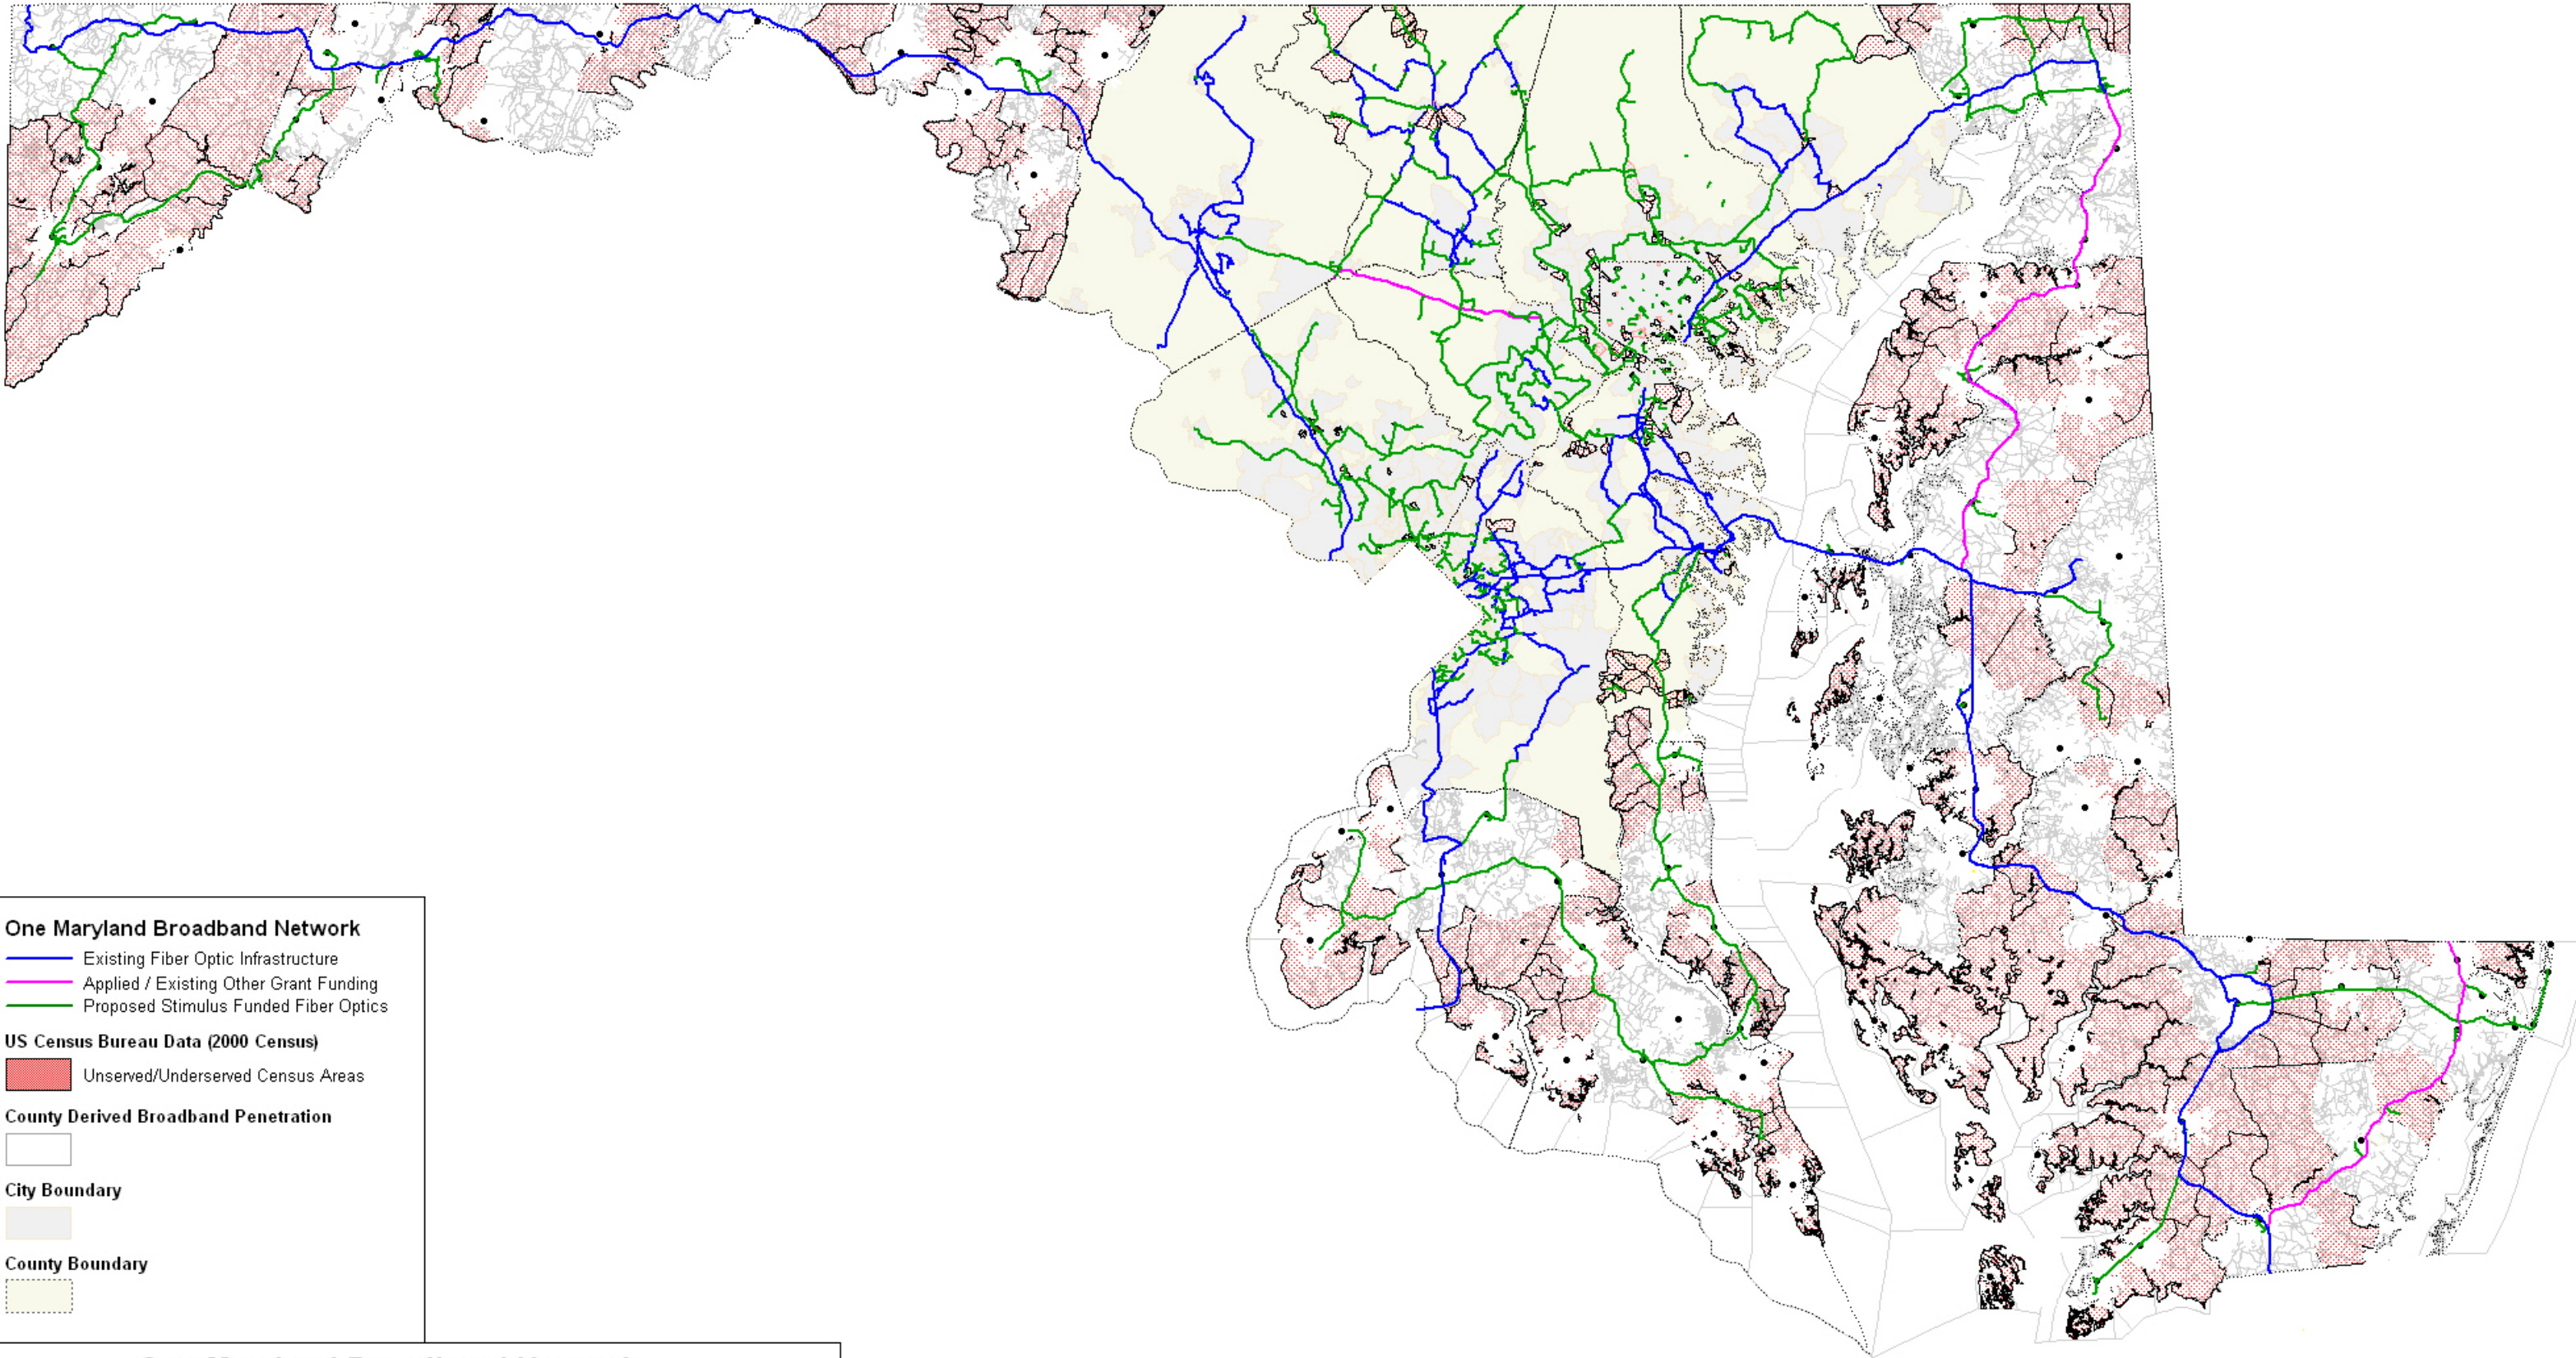 One Maryland Broadband Network
Existing Fiber Optic Infrastructure
Applied / Existing Other Grant Funding
Proposed Stimulus Funded Fiber Optics
US Census Bureau Data (2000 Census)
Unserved/Underserved Census Areas
County Derived Broadband Penetration
City Boundary
County Boundary